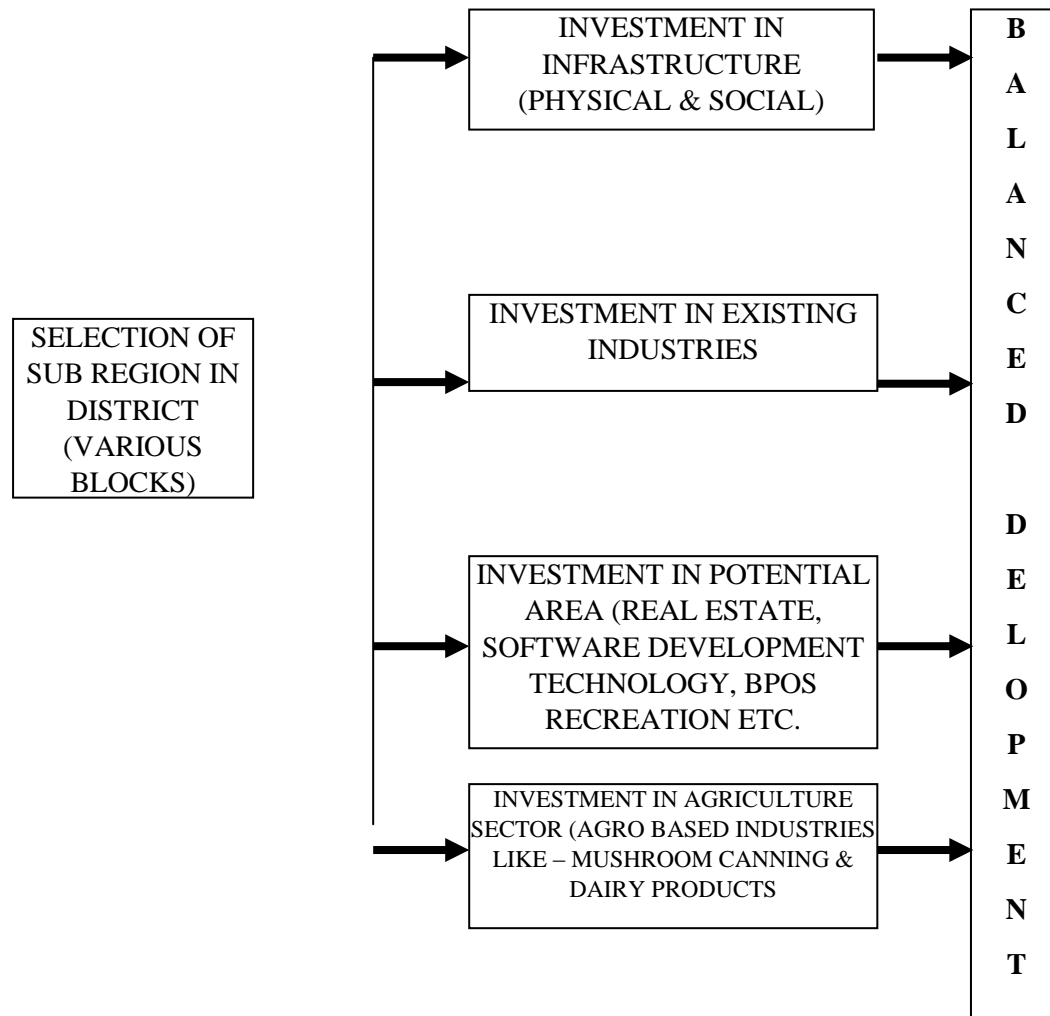 SELECTION OF
SUB REGION IN
DISTRICT
(VARIOUS
BLOCKS)
INVESTMENT IN
INFRASTRUCTURE
(PHYSICAL & SOCIAL)
INVESTMENT IN EXISTING
INDUSTRIES
INVESTMENT IN POTENTIAL
AREA (REAL ESTATE,
SOFTWARE DEVELOPMENT
TECHNOLOGY, BPOS
RECREATION ETC.
INVESTMENT IN AGRICULTURE
SECTOR (AGRO BASED INDUSTRIES
LIKE – MUSHROOM CANNING &
DAIRY PRODUCTS
B
A
L
A
N
C
E
D
D
E
L
O
P
M
E
N
T